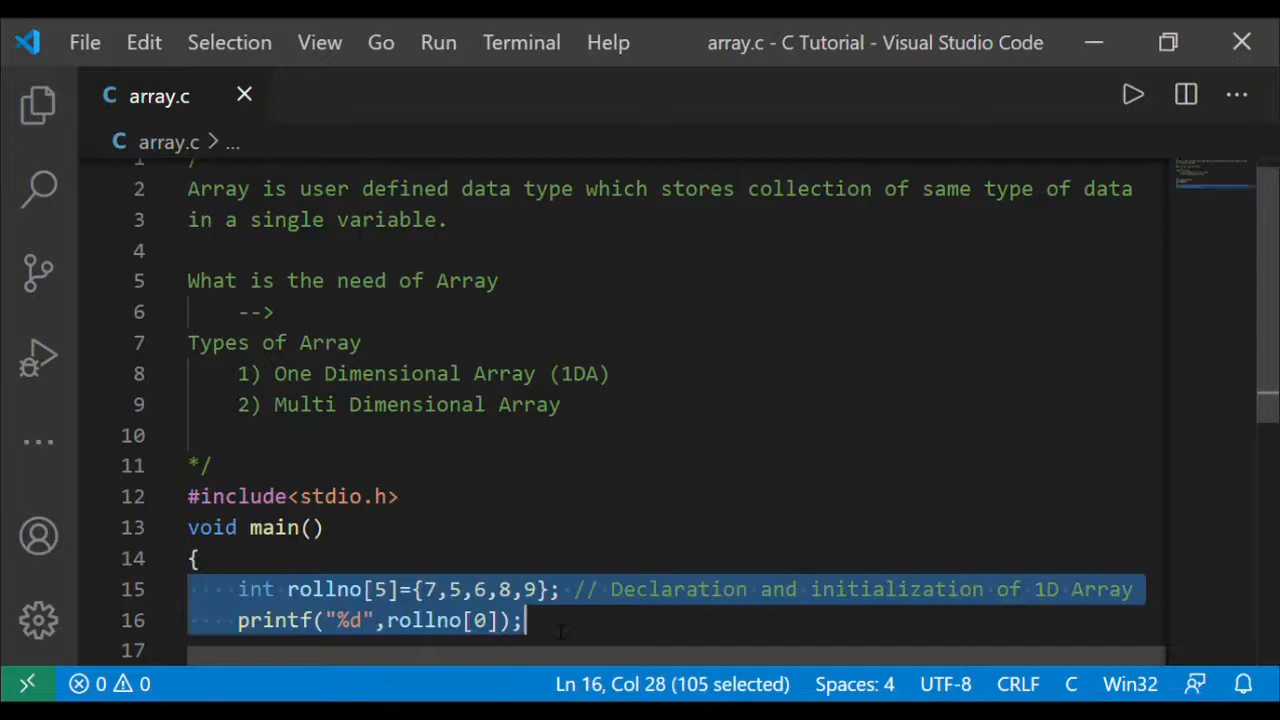 File Edit Selection View Go Run Terminal Help array.c - C Tutorial - Visual Studio Code
C array.c
C array.c > ...
1 /
2 Array is user defined data type which stores collection of same type of data
3 in a single variable.
4
5 What is the need of Array
6 -->
7 Types of Array
8 1) One Dimensional Array (1DA)
9 2) Multi Dimensional Array
10
11 */
12 #include<stdio.h>
13 void main()
14 {
15 int rollno[5]={7,5,6,8,9}; // Declaration and initialization of 1D Array
16 printf("%d",rollno[0]);
17
0 0 Ln 16, Col 28 (105 selected) Spaces: 4 UTF-8 CRLF C Win32